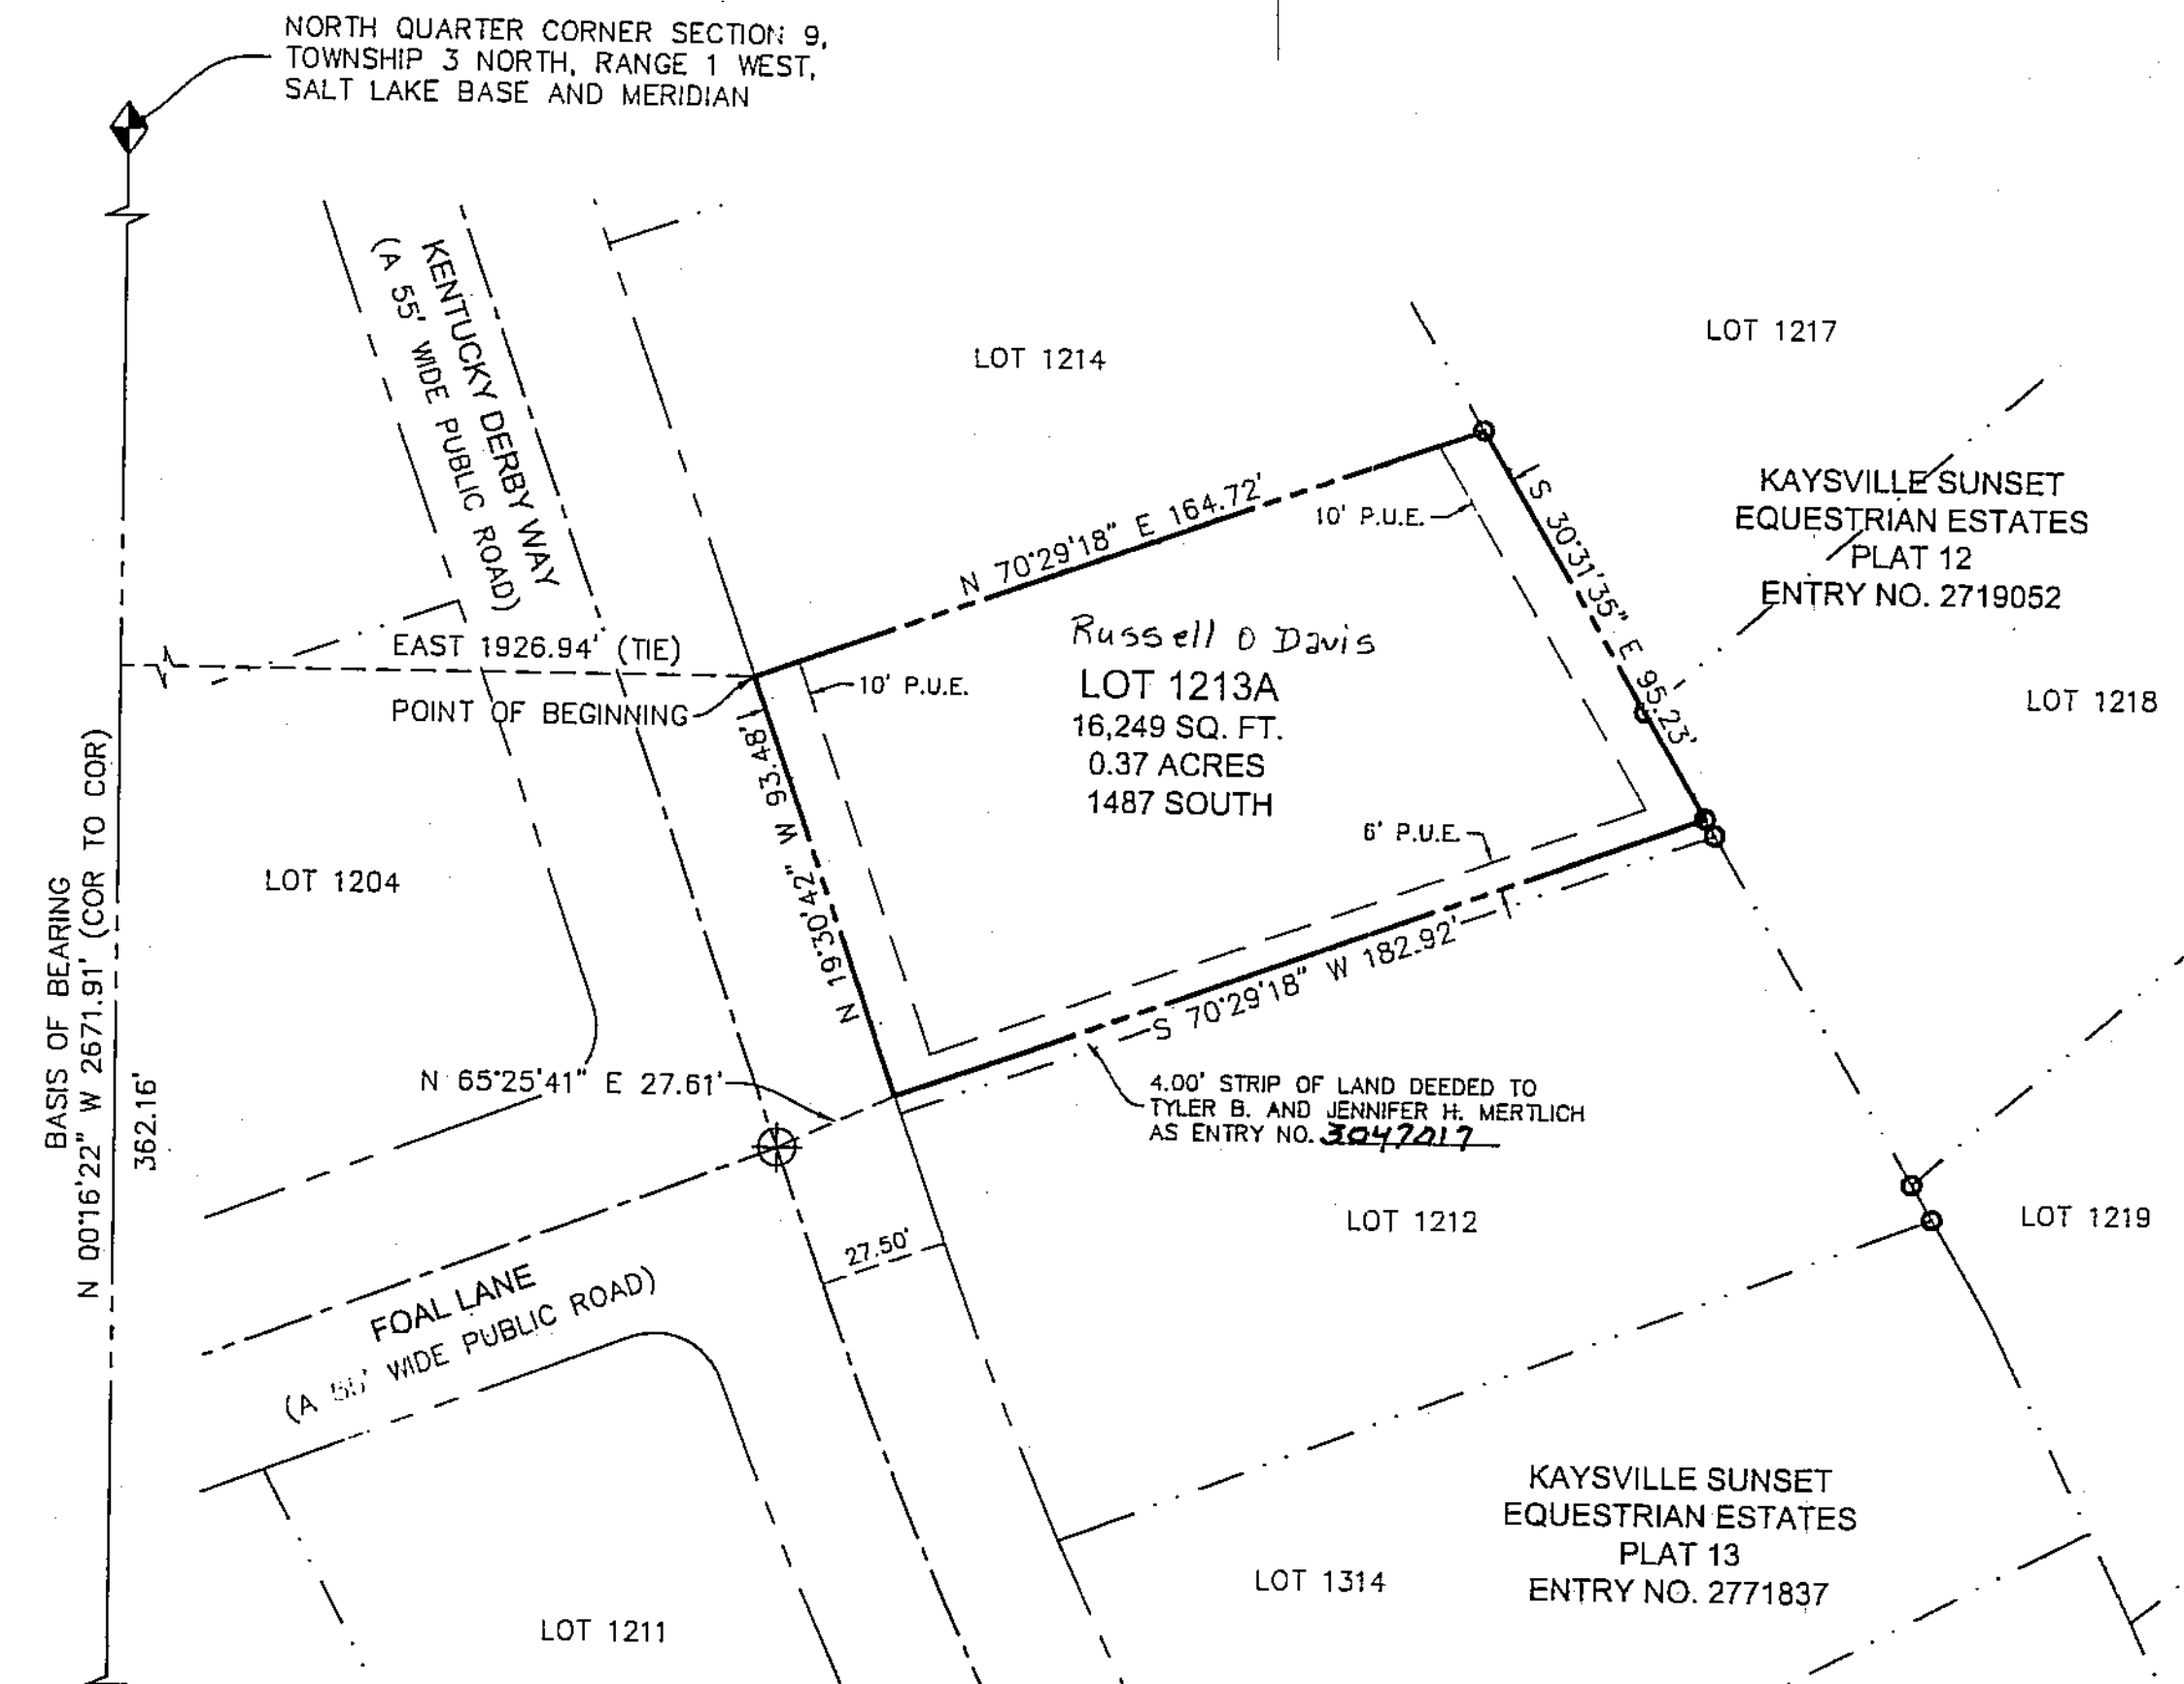 NORTH QUARTER CORNER SECTION 9,
TOWNSHIP 3 NORTH, RANGE 1 WEST,
SALT LAKE BASE AND MERIDIAN
KENTUCKY DERBY WAY
(A 55' WIDE PUBLIC ROAD)
LOT 1214
LOT 1217
KAYSVILLE SUNSET
EQUESTRIAN ESTATES
PLAT 12
ENTRY NO. 2719052
N 70°29'18" E 164.72'
10' P.U.E.
S 30°31'35" E 95.23'
EAST 1926.94' (TIE)
POINT OF BEGINNING
10' P.U.E.
Russell O Davis
LOT 1213A
16,249 SQ. FT.
0.37 ACRES
1487 SOUTH
LOT 1218
N 19°30'42" W 93.48'
6' P.U.E.
LOT 1204
BASIS OF BEARING
N 00°16'22" W 2671.91' (COR TO COR)
362.16'
S 70°29'18" W 182.92'
N 65°25'41" E 27.61'
4.00' STRIP OF LAND DEEDED TO
TYLER B. AND JENNIFER H. MERTLICH
AS ENTRY NO. 3047017
LOT 1212
LOT 1219
27.50'
FOAL LANE
(A 55' WIDE PUBLIC ROAD)
KAYSVILLE SUNSET
EQUESTRIAN ESTATES
PLAT 13
ENTRY NO. 2771837
LOT 1314
LOT 1211